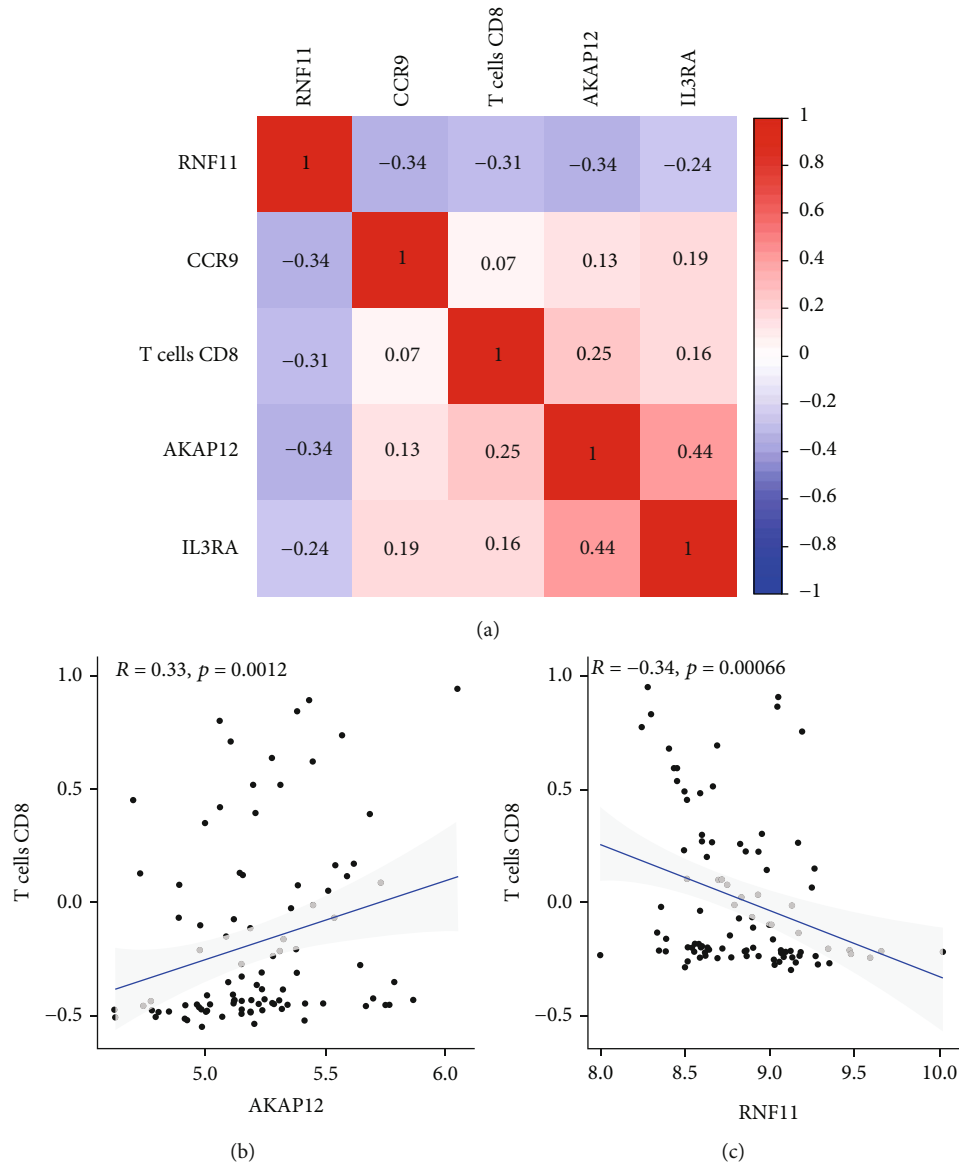 RNF11 CCR9 T cells CD8 AKAP12 IL3RA
RNF11 1 −0.34 −0.31 −0.34 −0.24
CCR9 −0.34 1 0.07 0.13 0.19
T cells CD8 −0.31 0.07 1 0.25 0.16
AKAP12 −0.34 0.13 0.25 1 0.44
IL3RA −0.24 0.19 0.16 0.44 1
1
0.8
0.6
0.4
0.2
0
−0.2
−0.4
−0.6
−0.8
−1
(a)
R = 0.33, p = 0.0012
T cells CD8
1.0
0.5
0.0
−0.5
5.0 5.5 6.0
AKAP12
(b)
R = −0.34, p = 0.00066
T cells CD8
1.0
0.5
0.0
−0.5
8.0 8.5 9.0 9.5 10.0
RNF11
(c)